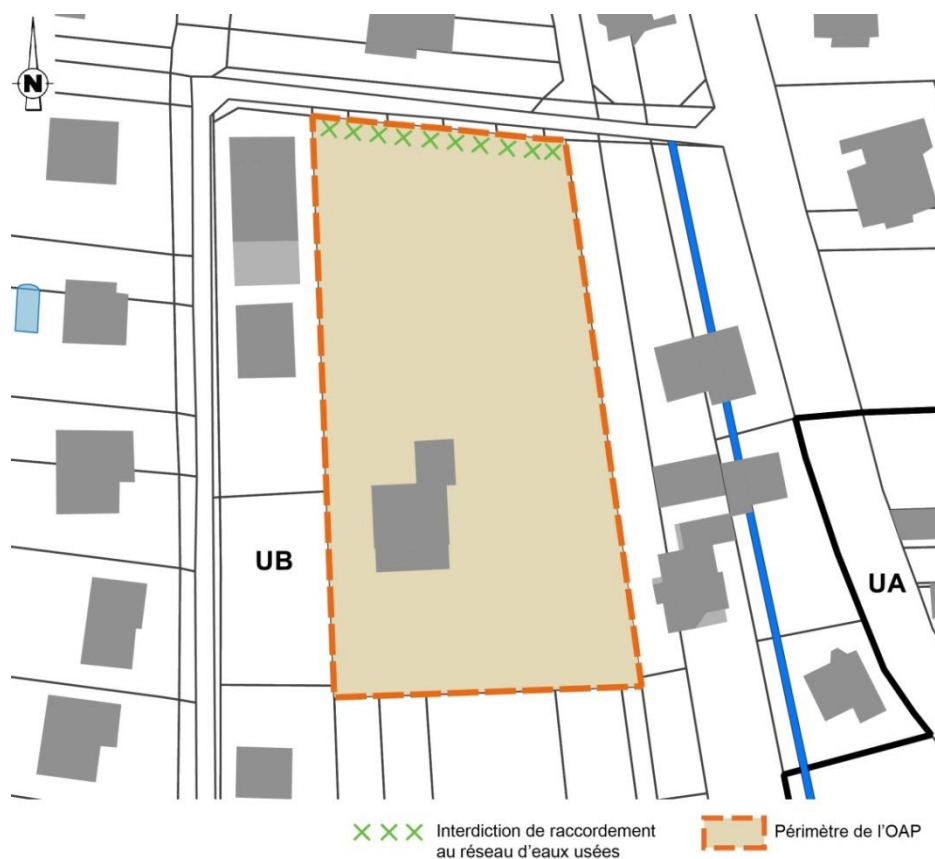 N
UB
UA
Interdiction de raccordement
au réseau d'eaux usées
Périmètre de l'OAP